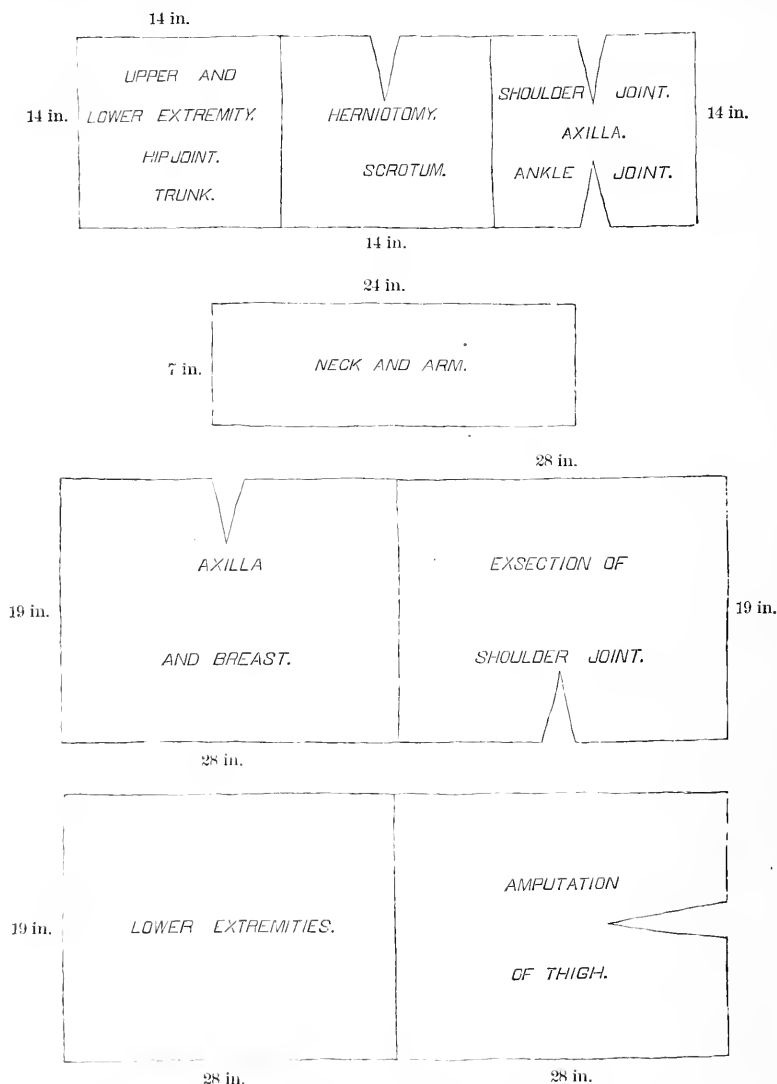 14 in.
14 in.
UPPER AND
LOWER EXTREMITY.
HIP JOINT.
TRUNK.
HERNIOTOMY.
SCROTUM.
SHOULDER JOINT.
AXILLA.
ANKLE JOINT.
14 in.
14 in.
24 in.
7 in.
NECK AND ARM.
28 in.
19 in.
AXILLA
AND BREAST.
EXSECTION OF
SHOULDER JOINT.
19 in.
28 in.
19 in.
LOWER EXTREMITIES.
AMPUTATION
OF THIGH.
28 in.
28 in.